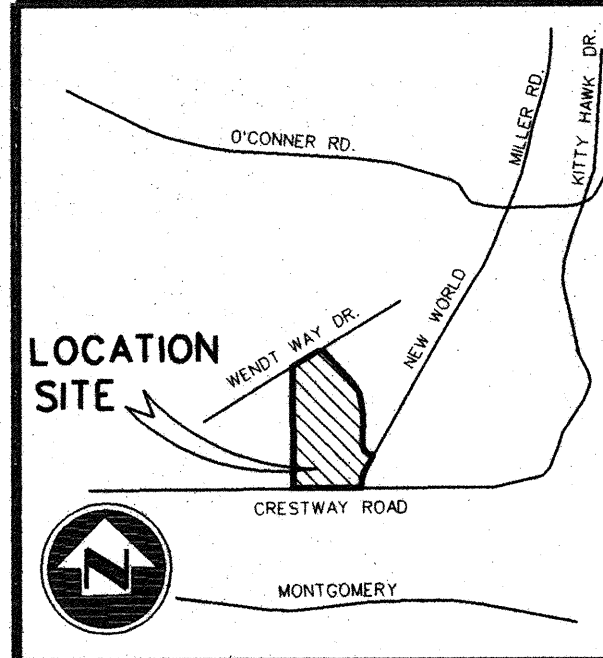 O'CONNER RD.
MILLER RD.
KITTY HAWK DR.
NEW WORLD
WENDT WAY DR.
LOCATION
SITE
CRESTWAY ROAD
N
MONTGOMERY